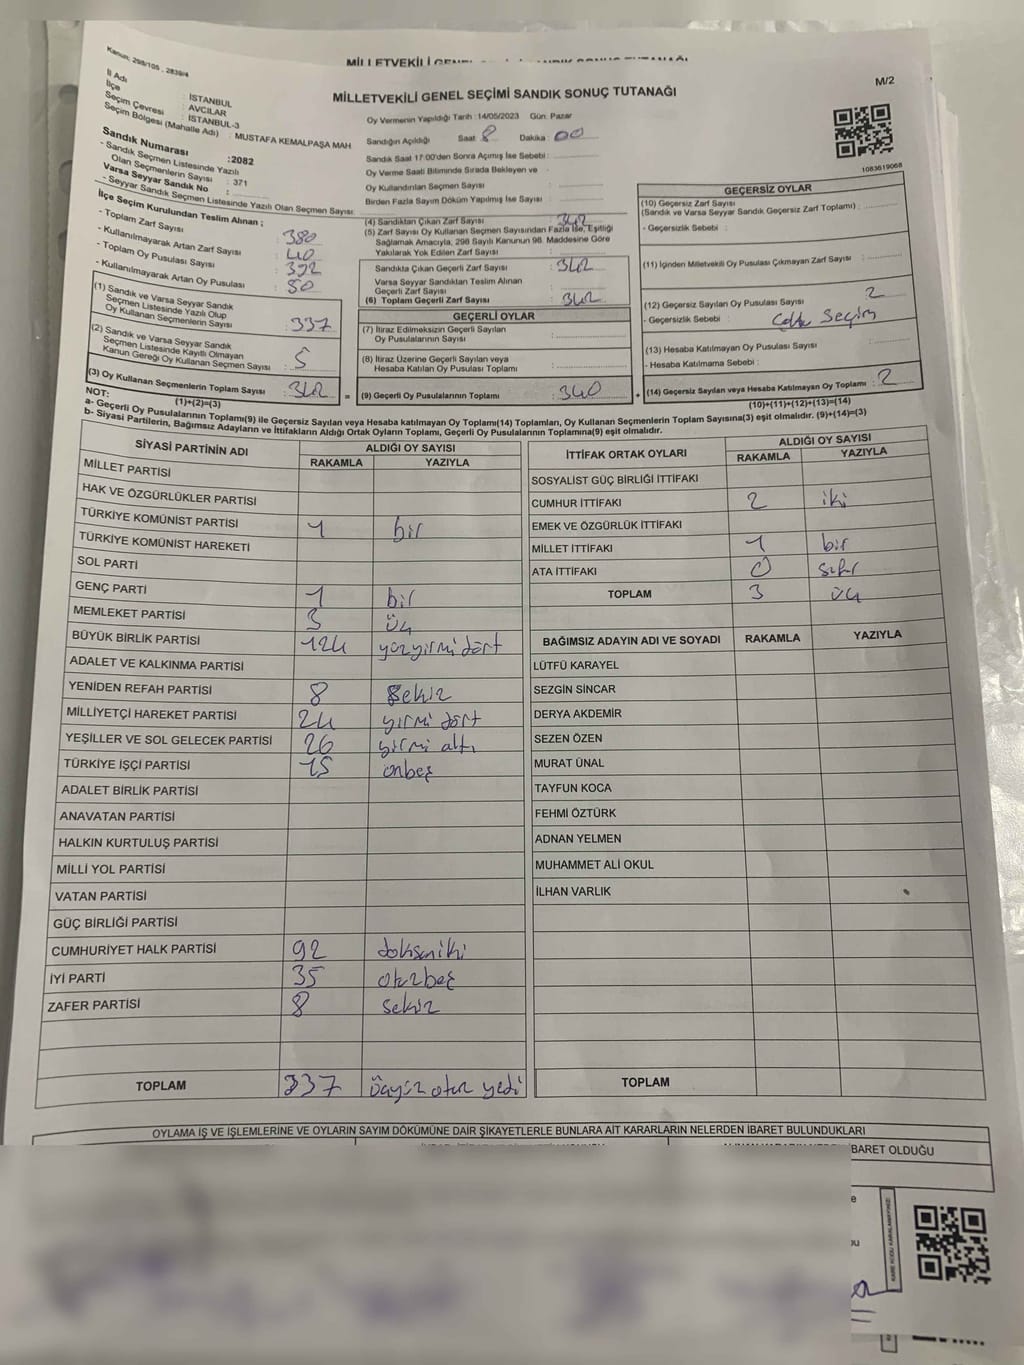 Kanun; 298/105 , 2839/4
MİLLETVEKİLİ GENEL SEÇİMİ SANDIK SONUÇ TUTANAĞI
M/2
İl Adı : İSTANBUL
İlçe : AVCILAR
Seçim Çevresi : İSTANBUL-3
Seçim Bölgesi (Mahalle Adı) : MUSTAFA KEMALPAŞA MAH
Sandık Numarası :2082
- Sandık Seçmen Listesinde Yazılı
Olan Seçmenlerin Sayısı : 371
Varsa Seyyar Sandık No :
- Seyyar Sandık Seçmen Listesinde Yazılı Olan Seçmen Sayısı:
Oy Vermenin Yapıldığı Tarih :14/05/2023 Gün: Pazar
Sandığın Açıldığı Saat 8 Dakika : 00
Sandık Saat 17:00'den Sonra Açımış İse Sebebi :
Oy Verme Saati Bitiminde Sırada Bekleyen ve
Oy Kullandırılan Seçmen Sayısı :
Birden Fazla Sayım Döküm Yapılmış İse Sayısı :
1083619068
İlçe Seçim Kurulundan Teslim Alınan ;
- Toplam Zarf Sayısı : 380
- Kullanılmayarak Artan Zarf Sayısı : 40
- Toplam Oy Pusulası Sayısı : 392
- Kullanılmayarak Artan Oy Pusulası : 50
(1) Sandık ve Varsa Seyyar Sandık
Seçmen Listesinde Yazılı Olup
Oy Kullanan Seçmenlerin Sayısı : 337
(2) Sandık ve Varsa Seyyar Sandık
Seçmen Listesinde Kayıtlı Olmayan
Kanun Gereği Oy Kullanan Seçmen Sayısı : 5
(3) Oy Kullanan Seçmenlerin Toplam Sayısı : 342
(1)+(2)=(3)
(4) Sandıktan Çıkan Zarf Sayısı : 342
(5) Zarf Sayısı Oy Kullanan Seçmen Sayısından Fazla İse, Eşitliği
Sağlamak Amacıyla, 298 Sayılı Kanunun 98. Maddesine Göre
Yakılarak Yok Edilen Zarf Sayısı :
Sandıkta Çıkan Geçerli Zarf Sayısı : 342
Varsa Seyyar Sandıktan Teslim Alınan
Geçerli Zarf Sayısı :
(6) Toplam Geçerli Zarf Sayısı : 342
GEÇERLİ OYLAR
(7) İtiraz Edilmeksizin Geçerli Sayılan
Oy Pusulalarının Sayısı :
(8) İtiraz Üzerine Geçerli Sayılan veya
Hesaba Katılan Oy Pusulası Toplamı :
= (9) Geçerli Oy Pusulalarının Toplamı : 340
GEÇERSİZ OYLAR
(10) Geçersiz Zarf Sayısı
(Sandık ve Varsa Seyyar Sandık Geçersiz Zarf Toplamı) :
- Geçersizlik Sebebi :
(11) İçinden Milletvekili Oy Pusulası Çıkmayan Zarf Sayısı :
(12) Geçersiz Sayılan Oy Pusulası Sayısı : 2
- Geçersizlik Sebebi : Seçim
(13) Hesaba Katılmayan Oy Pusulası Sayısı :
- Hesaba Katılmama Sebebi :
+ (14) Geçersiz Sayılan veya Hesaba Katılmayan Oy Toplamı : 2
(10)+(11)+(12)+(13)=(14)
NOT:
a- Geçerli Oy Pusulalarının Toplamı(9) ile Geçersiz Sayılan veya Hesaba katılmayan Oy Toplamı(14) Toplamları, Oy Kullanan Seçmenlerin Toplam Sayısına(3) eşit olmalıdır. (9)+(14)=(3)
b- Siyasi Partilerin, Bağımsız Adayların ve İttifakların Aldığı Ortak Oyların Toplamı, Geçerli Oy Pusulalarının Toplamına(9) eşit olmalıdır.
SİYASİ PARTİNİN ADI ALDIĞI OY SAYISI
RAKAMLA YAZIYLA
MİLLET PARTİSİ
HAK VE ÖZGÜRLÜKLER PARTİSİ
TÜRKİYE KOMÜNİST PARTİSİ 1 bir
TÜRKİYE KOMÜNİST HAREKETİ
SOL PARTİ
GENÇ PARTİ 1 bir
MEMLEKET PARTİSİ 3 üç
BÜYÜK BİRLİK PARTİSİ 124 yüzyirmidört
ADALET VE KALKINMA PARTİSİ
YENİDEN REFAH PARTİSİ 8 sekiz
MİLLİYETÇİ HAREKET PARTİSİ 24 yirmi dört
YEŞİLLER VE SOL GELECEK PARTİSİ 26 yirmi altı
TÜRKİYE İŞÇİ PARTİSİ 15 onbeş
ADALET BİRLİK PARTİSİ
ANAVATAN PARTİSİ
HALKIN KURTULUŞ PARTİSİ
MİLLİ YOL PARTİSİ
VATAN PARTİSİ
GÜÇ BİRLİĞİ PARTİSİ
CUMHURİYET HALK PARTİSİ 92 doksaniki
İYİ PARTİ 35 otuzbeş
ZAFER PARTİSİ 8 sekiz
TOPLAM 337 üçyüz otuz yedi
İTTİFAK ORTAK OYLARI ALDIĞI OY SAYISI
RAKAMLA YAZIYLA
SOSYALİST GÜÇ BİRLİĞİ İTTİFAKI
CUMHUR İTTİFAKI 2 iki
EMEK VE ÖZGÜRLÜK İTTİFAKI
MİLLET İTTİFAKI 1 bir
ATA İTTİFAKI 0 sıfır
TOPLAM 3 üç
BAĞIMSIZ ADAYIN ADI VE SOYADI RAKAMLA YAZIYLA
LÜTFÜ KARAYEL
SEZGİN SİNCAR
DERYA AKDEMİR
SEZEN ÖZEN
MURAT ÜNAL
TAYFUN KOCA
FEHMİ ÖZTÜRK
ADNAN YELMEN
MUHAMMET ALİ OKUL
İLHAN VARLIK
TOPLAM
OYLAMA İŞ VE İŞLEMLERİNE VE OYLARIN SAYIM DÖKÜMÜNE DAİR ŞİKAYETLERLE BUNLARA AİT KARARLARIN NELERDEN İBARET BULUNDUKLARI
BARET OLDUĞU